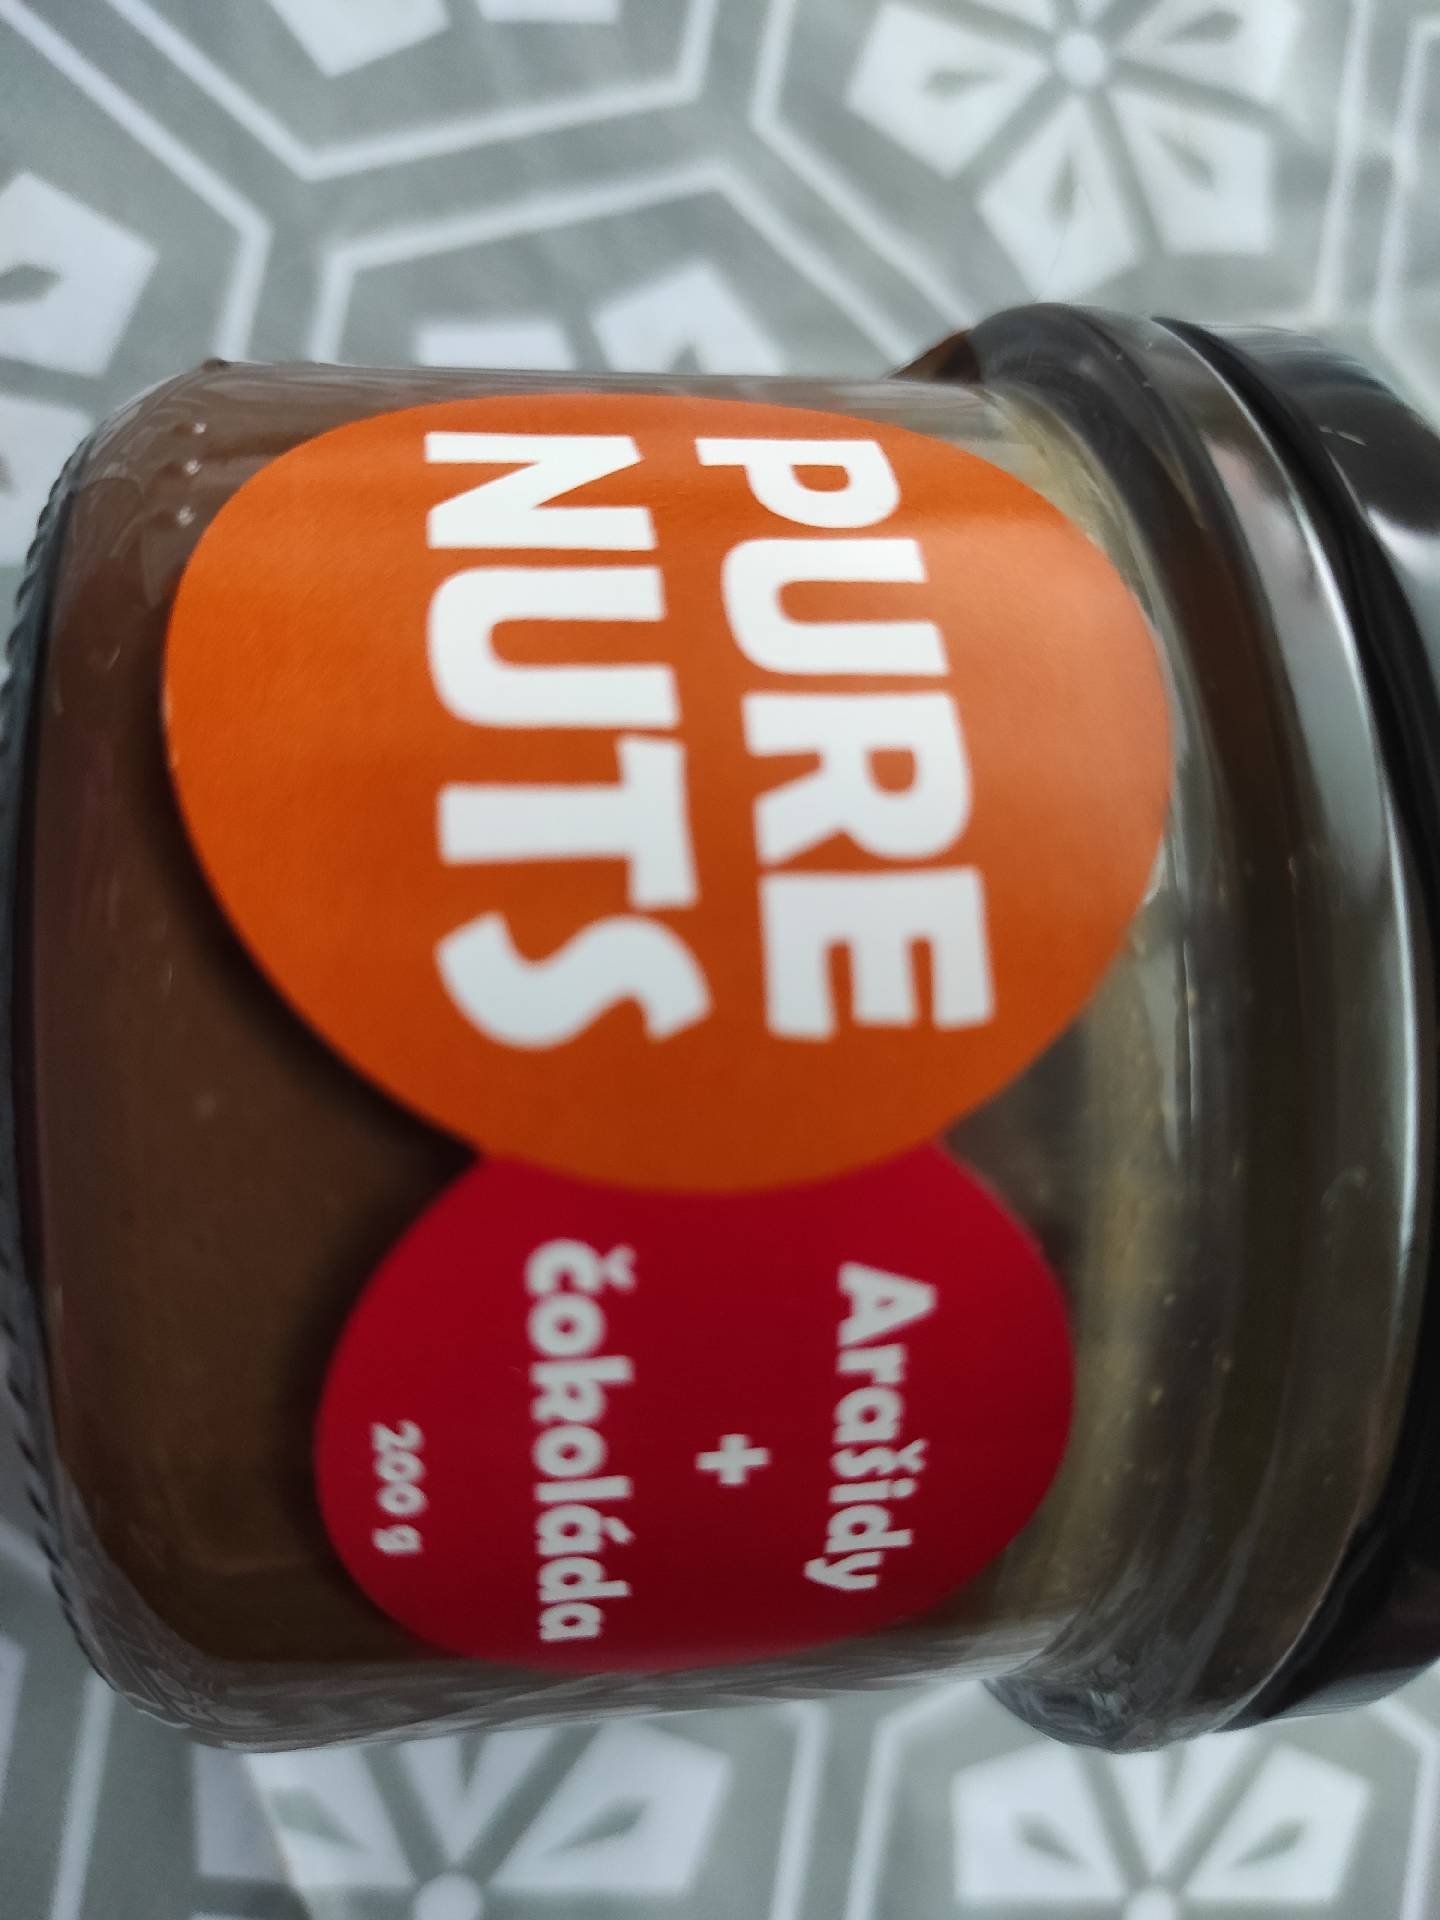 PURE
NUTS
Arašidy
+
čokoláda
200 g